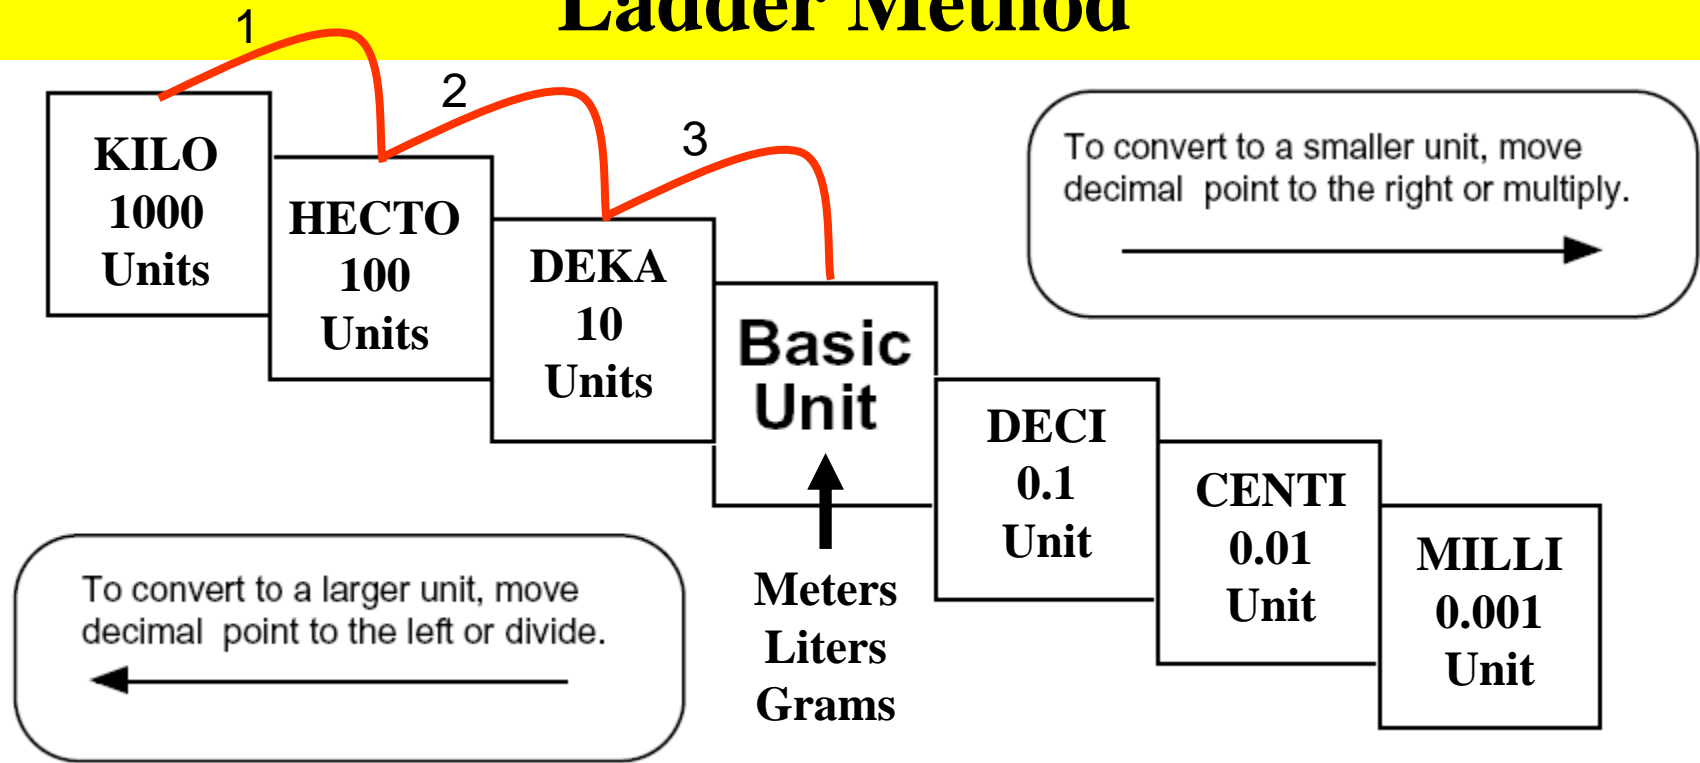 Ladder Method
1
2
3
KILO
1000
Units
HECTO
100
Units
DEKA
10
Units
Basic
Unit
DECI
0.1
Unit
CENTI
0.01
Unit
MILLI
0.001
Unit
To convert to a smaller unit, move
decimal point to the right or multiply.
To convert to a larger unit, move
decimal point to the left or divide.
Meters
Liters
Grams